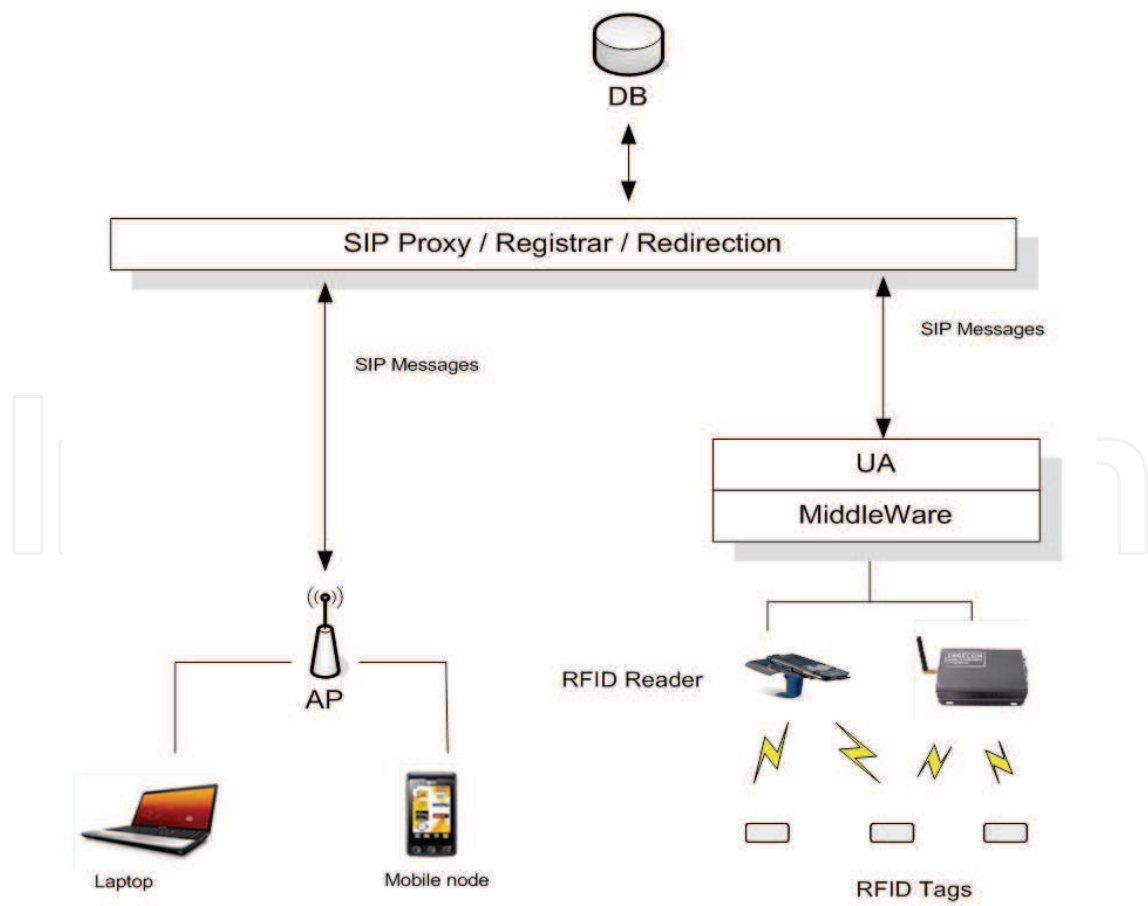 DB
SIP Proxy / Registrar / Redirection
SIP Messages
SIP Messages
UA
MiddleWare
RFID Reader
AP
Laptop
Mobile node
RFID Tags